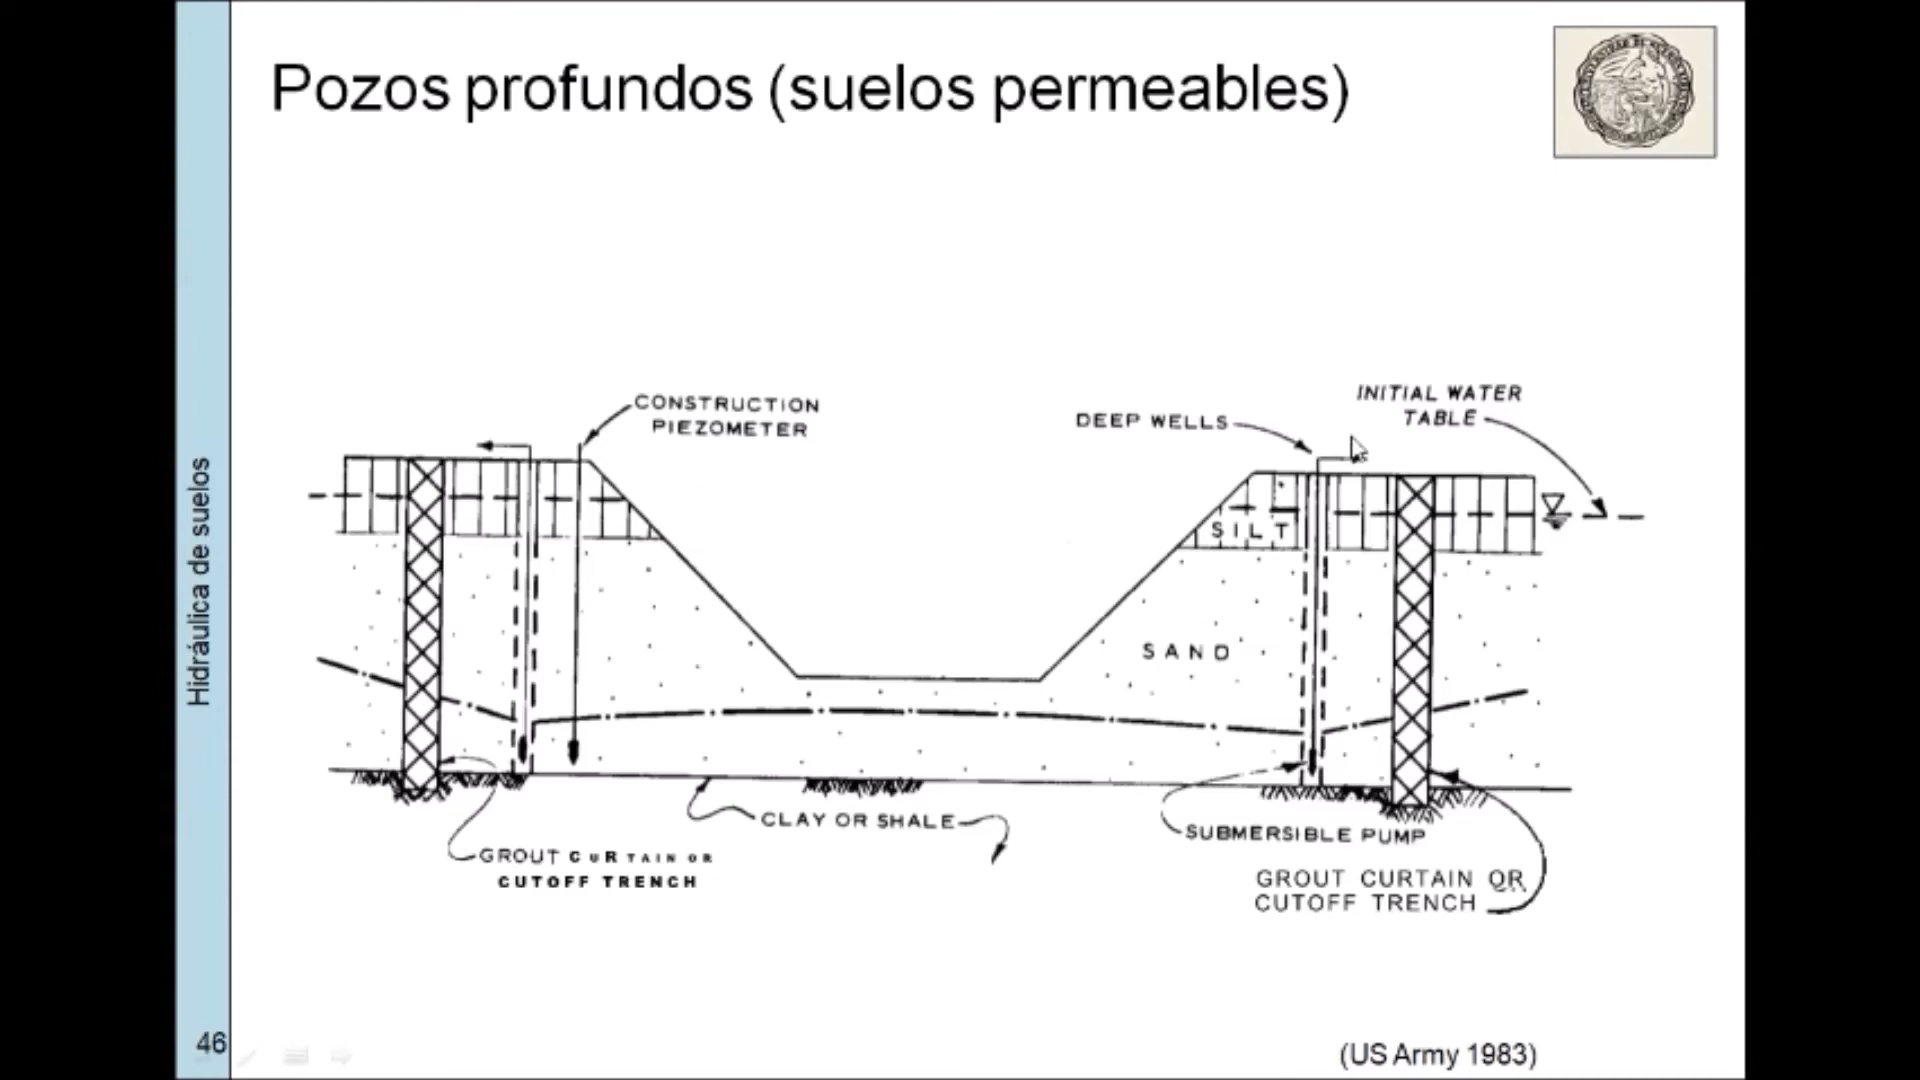 Pozos profundos (suelos permeables)
Hidráulica de suelos
CONSTRUCTION
PIEZOMETER
DEEP WELLS
INITIAL WATER
TABLE
SILT
SAND
CLAY OR SHALE
SUBMERSIBLE PUMP
GROUT CURTAIN OR
CUTOFF TRENCH
GROUT CURTAIN OR
CUTOFF TRENCH
46
(US Army 1983)